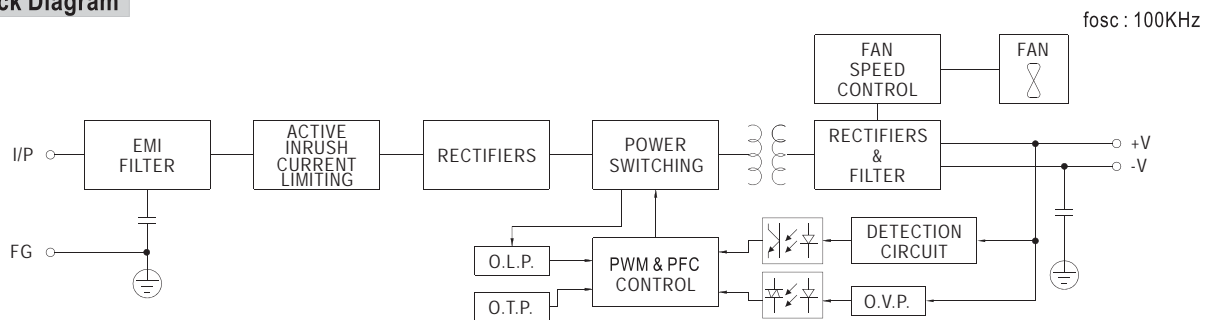 ck Diagram
fosc : 100KHz
FAN
SPEED
CONTROL
FAN
I/P
EMI
FILTER
ACTIVE
INRUSH
CURRENT
LIMITING
RECTIFIERS
POWER
SWITCHING
RECTIFIERS
&
FILTER
+V
-V
FG
O.L.P.
PWM & PFC
CONTROL
DETECTION
CIRCUIT
O.T.P.
O.V.P.